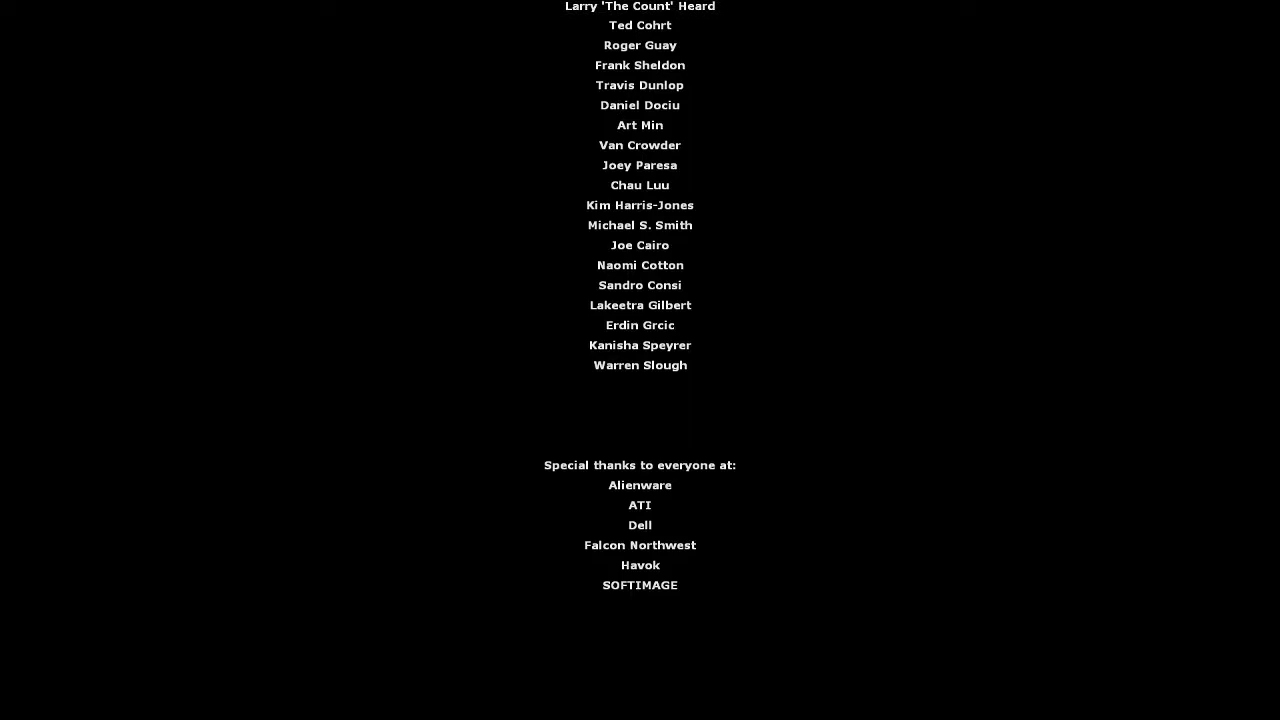 Larry 'The Count' Heard
Ted Cohrt
Roger Guay
Frank Sheldon
Travis Dunlop
Daniel Dociu
Art Min
Van Crowder
Joey Paresa
Chau Luu
Kim Harris-Jones
Michael S. Smith
Joe Cairo
Naomi Cotton
Sandro Consi
Lakeetra Gilbert
Erdin Grcic
Kanisha Speyrer
Warren Slough
Special thanks to everyone at:
Alienware
ATI
Dell
Falcon Northwest
Havok
SOFTIMAGE